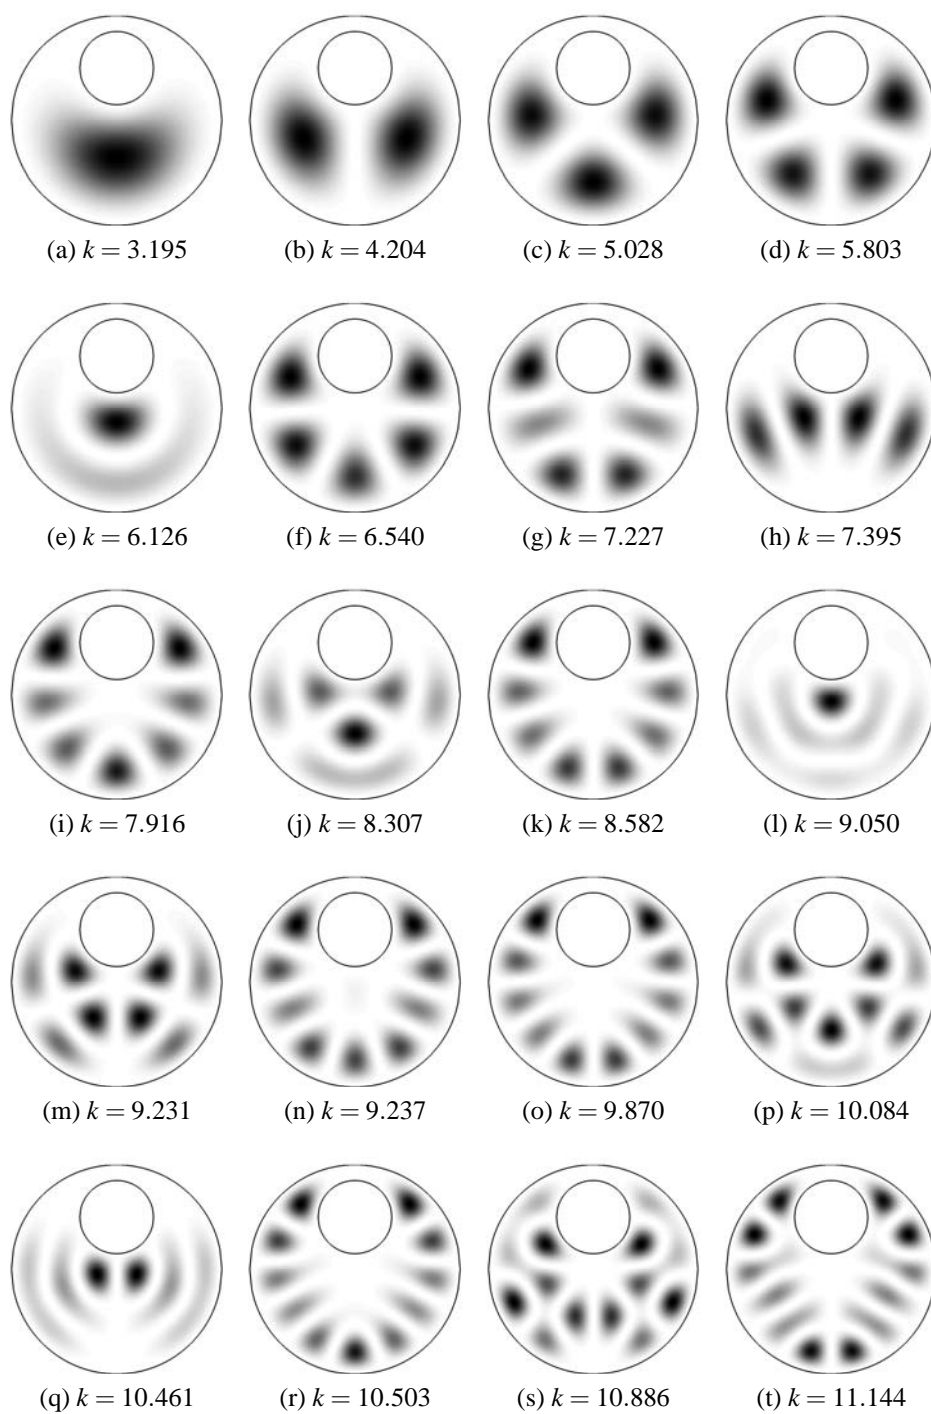 (a) k = 3.195
(b) k = 4.204
(c) k = 5.028
(d) k = 5.803
(e) k = 6.126
(f) k = 6.540
(g) k = 7.227
(h) k = 7.395
(i) k = 7.916
(j) k = 8.307
(k) k = 8.582
(l) k = 9.050
(m) k = 9.231
(n) k = 9.237
(o) k = 9.870
(p) k = 10.084
(q) k = 10.461
(r) k = 10.503
(s) k = 10.886
(t) k = 11.144